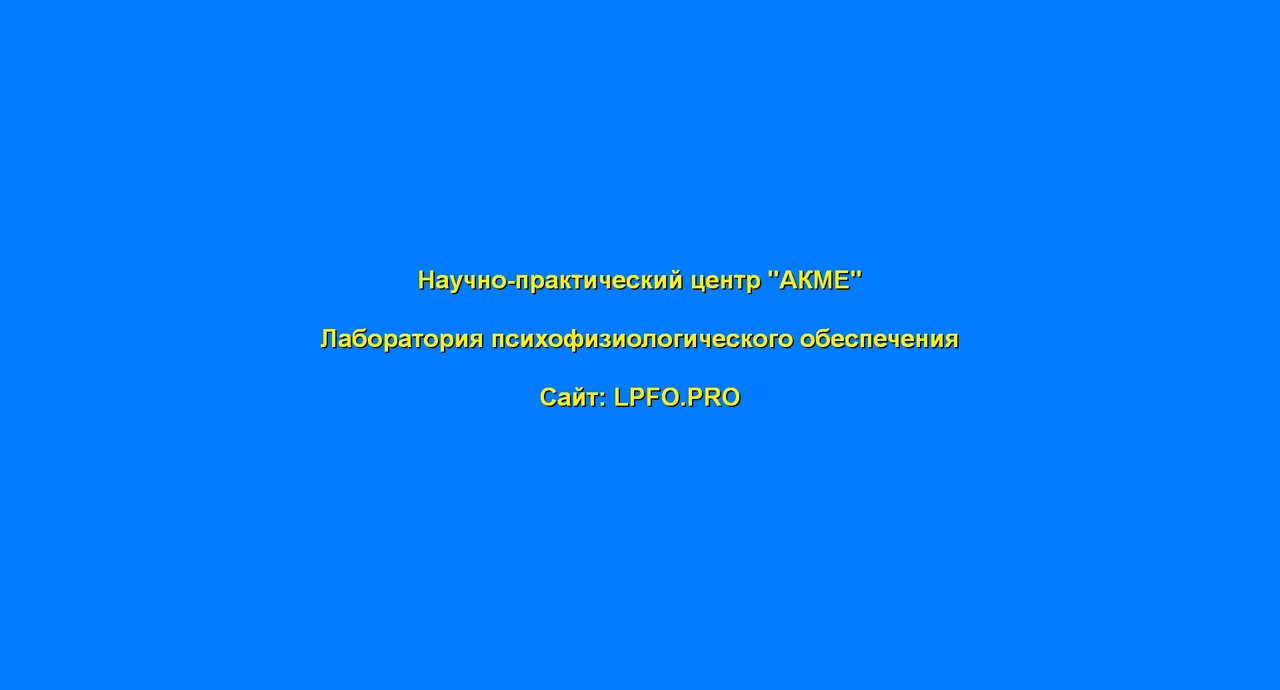 Научно-практический центр "АКМЕ"
Лаборатория психофизиологического обеспечения
Сайт: LPFO.PRO